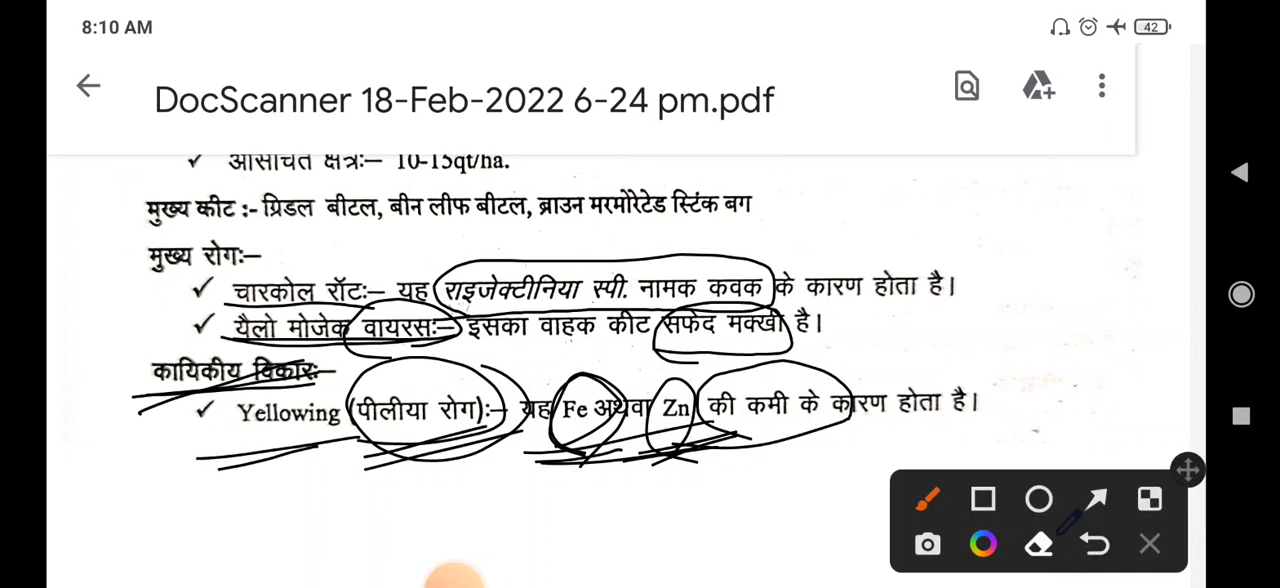 8:10 AM
42
DocScanner 18-Feb-2022 6-24 pm.pdf
✓ आसंचित क्षेत्रः– 10-15qt/ha.
मुख्य कीट :- ग्रिडल बीटल, बीन लीफ बीटल, ब्राउन मरमोरेटेड स्टिंक बग
मुख्य रोगः–
✓ चारकोल रॉटः– यह राइजेक्टीनिया स्पी. नामक कवक के कारण होता है।
✓ यैलो मोजेक वायरसः– इसका वाहक कीट सफेद मक्खी है।
कायिकीय विकारः–
✓ Yellowing (पीलीया रोग):– यह Fe अथवा Zn की कमी के कारण होता है।